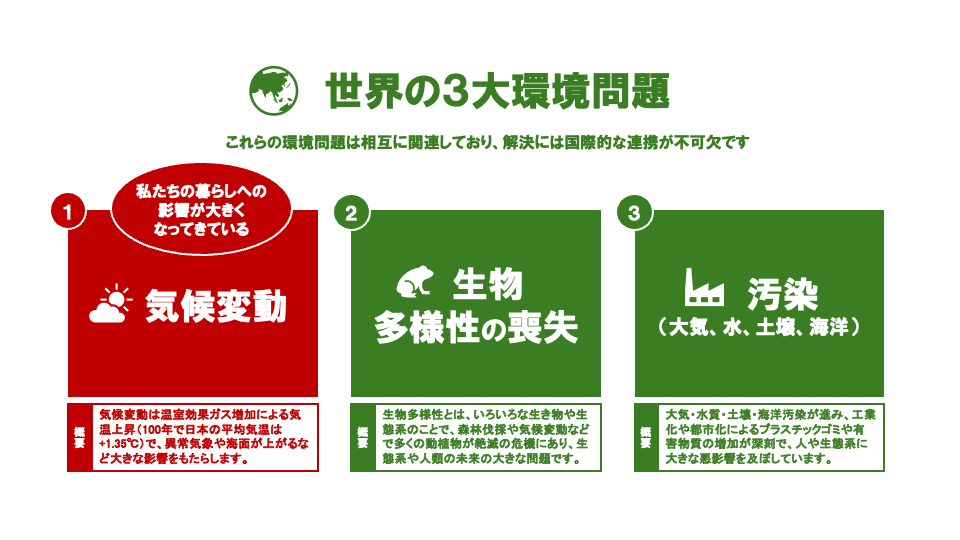 世界の3大環境問題
これらの環境問題は相互に関連しており、解決には国際的な連携が不可欠です
1
私たちの暮らしへの
影響が大きく
なってきている
気候変動
概要
気候変動は温室効果ガス増加による気
温上昇(100年で日本の平均気温は
+1.35℃)で、異常気象や海面が上がるな
ど大きな影響をもたらします。
2
生物
多様性の喪失
概要
生物多様性とは、いろいろな生き物や生
態系のことで、森林伐採や気候変動など
で多くの動植物が絶滅の危機にあり、生
態系や人類の未来の大きな問題です。
3
汚染
(大気、水、土壌、海洋)
概要
大気・水質・土壌・海洋汚染が進み、工業
化や都市化によるプラスチックゴミや有
害物質の増加が深刻で、人や生態系に
大きな悪影響を及ぼしています。